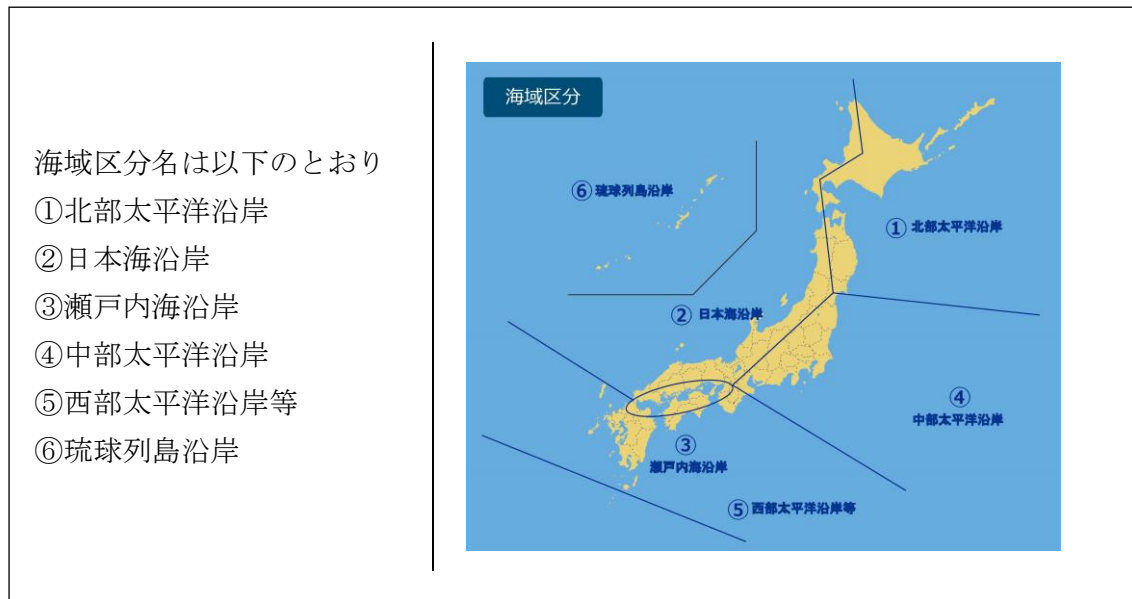 海域区分名は以下のとおり
①北部太平洋沿岸
②日本海沿岸
③瀬戸内海沿岸
④中部太平洋沿岸
⑤西部太平洋沿岸等
⑥琉球列島沿岸
海域区分
⑥ 琉球列島沿岸
① 北部太平洋沿岸
② 日本海沿岸
④
中部太平洋沿岸
③
瀬戸内海沿岸
⑤ 西部太平洋沿岸等